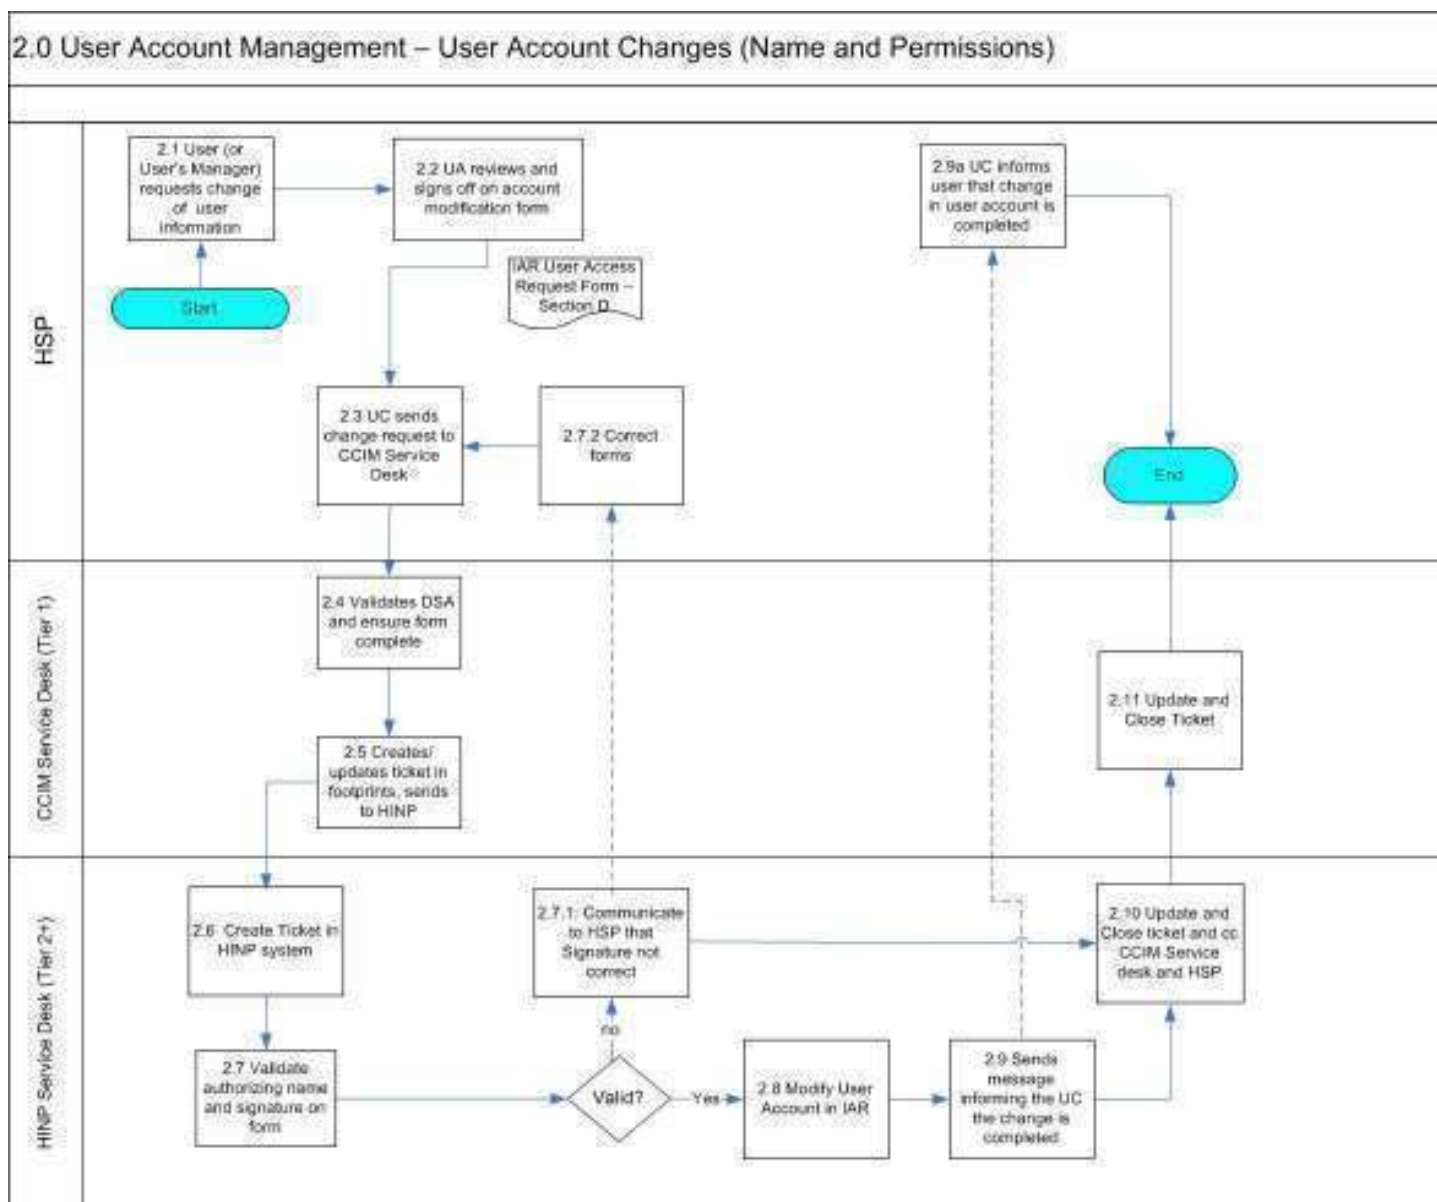 2.0 User Account Management – User Account Changes (Name and Permissions)
HSP
2.1 User (or
User's Manager)
requests change
of user
information
2.2 UA reviews and
signs off on account
modification form
2.9a UC informs
user that change
in user account is
completed
Start
IAR User Access
Request Form –
Section D
2.3 UC sends
change request to
CCIM Service
Desk
2.7.2 Correct
forms
End
CCIM Service Desk (Tier 1)
2.4 Validates DSA
and ensure form
complete
2.5 Creates/
updates ticket in
footprints, sends
to HINP
2.11 Update and
Close Ticket
HINP Service Desk (Tier 2+)
2.6 Create Ticket in
HINP system
2.7.1: Communicate
to HSP that
Signature not
correct
2.10 Update and
Close ticket and cc
CCIM Service
desk and HSP
no
2.7 Validate
authorizing name
and signature on
form
Valid?
Yes
2.8 Modify User
Account in IAR
2.9 Sends
message
informing the UC
the change is
completed